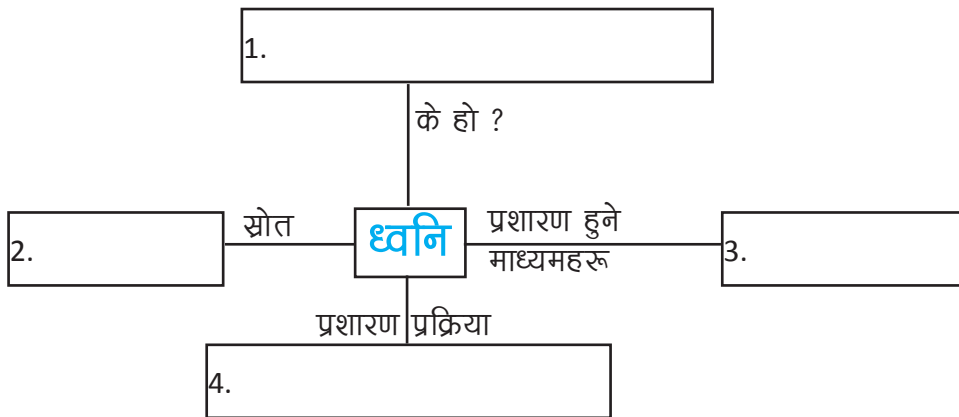 1.
के हो ?
स्रोत
प्रशारण हुने
ध्वनि
2.
माध्यमहरू
3.
प्रशारण प्रक्रिया
4.